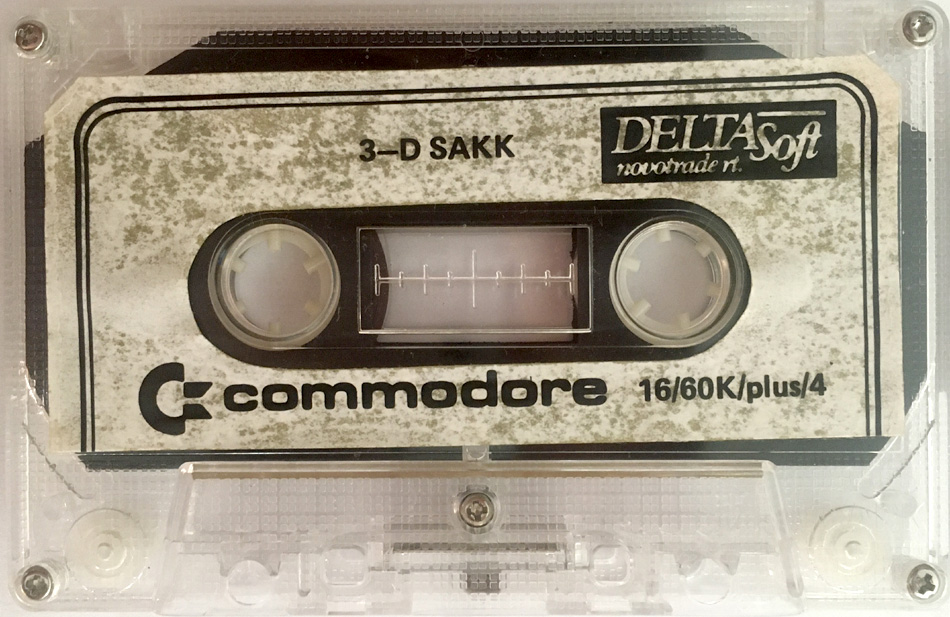 3–D SAKK
DELTA Soft
novotrade rt.
commodore 16/60K/plus/4